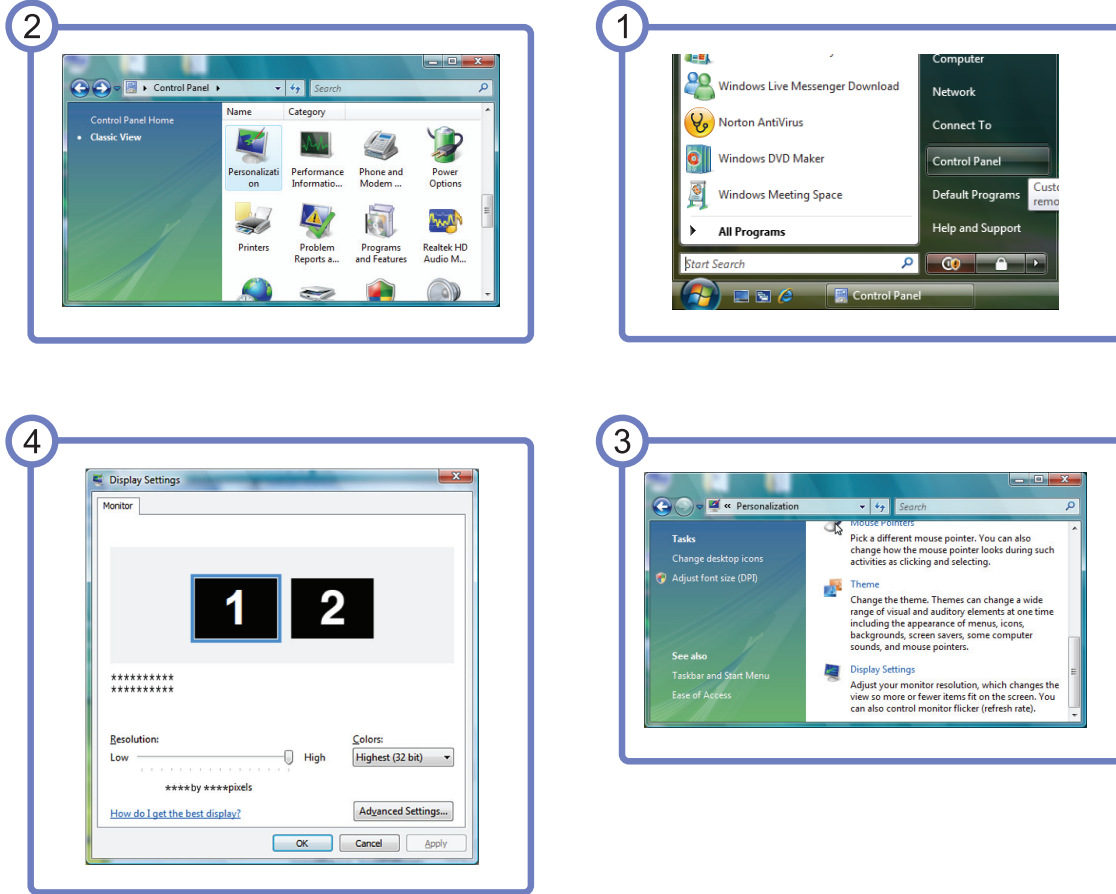 2
Control Panel
Search
Control Panel Home
Classic View
Name Category
Personalizati
on
Performance
Informatio...
Phone and
Modem ...
Power
Options
Printers
Problem
Reports a...
Programs
and Features
Realtek HD
Audio M...
1
Windows Live Messenger Download
Norton AntiVirus
Windows DVD Maker
Windows Meeting Space
All Programs
Start Search
Computer
Network
Connect To
Control Panel
Default Programs
Help and Support
Custo
remo
Control Panel
4
Display Settings
Monitor
1 2
**********
**********
Resolution:
Low High
****by ****pixels
Colors:
Highest (32 bit)
How do I get the best display?
Advanced Settings...
OK Cancel Apply
3
« Personalization
Search
Tasks
Change desktop icons
Adjust font size (DPI)
See also
Taskbar and Start Menu
Ease of Access
Mouse Pointers
Pick a different mouse pointer. You can also
change how the mouse pointer looks during such
activities as clicking and selecting.
Theme
Change the theme. Themes can change a wide
range of visual and auditory elements at one time
including the appearance of menus, icons,
backgrounds, screen savers, some computer
sounds, and mouse pointers.
Display Settings
Adjust your monitor resolution, which changes the
view so more or fewer items fit on the screen. You
can also control monitor flicker (refresh rate).